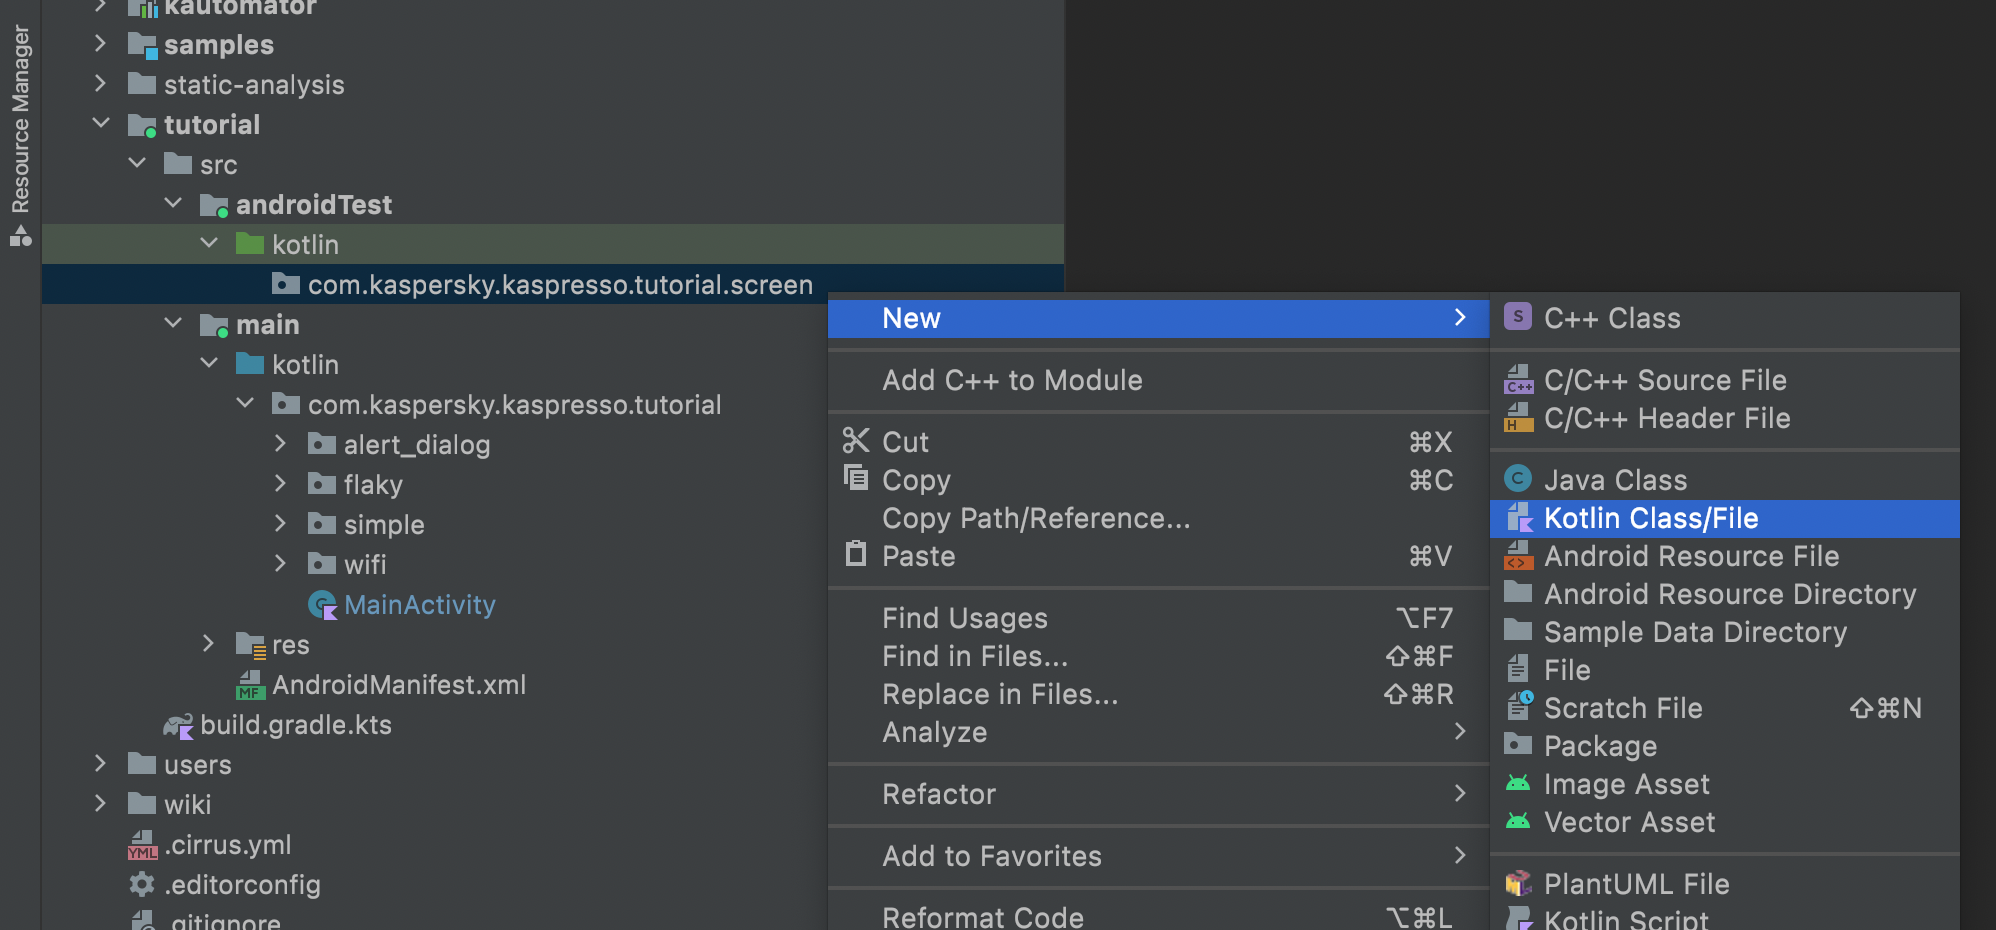 Resource Manager
kautomator
samples
static-analysis
tutorial
src
androidTest
kotlin
com.kaspersky.kaspresso.tutorial.screen
main
kotlin
com.kaspersky.kaspresso.tutorial
alert_dialog
flaky
simple
wifi
MainActivity
res
MF AndroidManifest.xml
build.gradle.kts
users
wiki
YML .cirrus.yml
.editorconfig
.gitignore
New
Add C++ to Module
Cut ⌘X
Copy ⌘C
Copy Path/Reference...
Paste ⌘V
Find Usages ⌥F7
Find in Files... ⇧⌘F
Replace in Files... ⇧⌘R
Analyze
Refactor
Add to Favorites
Reformat Code ⌥⌘L
S C++ Class
C++ C/C++ Source File
H C/C++ Header File
C Java Class
Kotlin Class/File
<> Android Resource File
Android Resource Directory
Sample Data Directory
File
Scratch File ⇧⌘N
Package
Image Asset
Vector Asset
PlantUML File
Kotlin Script